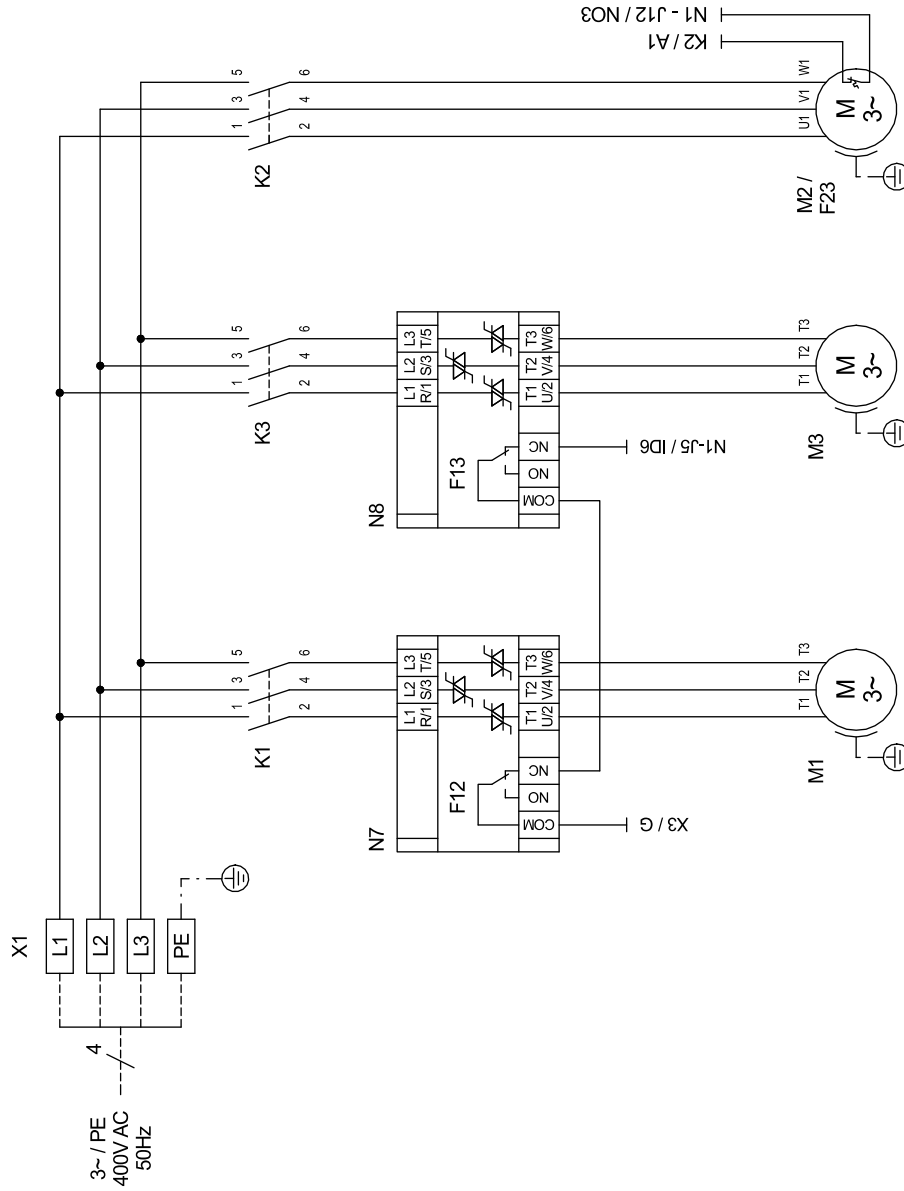 3~ / PE
400V AC
50Hz
4
X1
L1
L2
L3
PE
K1
1
3
5
2
4
6
K3
1
3
5
2
4
6
K2
1
3
5
2
4
6
N7
L1
L2
L3
R/1
S/3
T/5
F12
COM
NO
NC
T1
T2
T3
U/2
V/4
W/6
X3 / G
N8
L1
L2
L3
R/1
S/3
T/5
F13
COM
NO
NC
T1
T2
T3
U/2
V/4
W/6
N1-J5 / ID6
M1
T1
T2
T3
M
3~
M3
T1
T2
T3
M
3~
M2 /
F23
U1
V1
W1
M
3~
K2 / A1
N1 - J12 / NO3